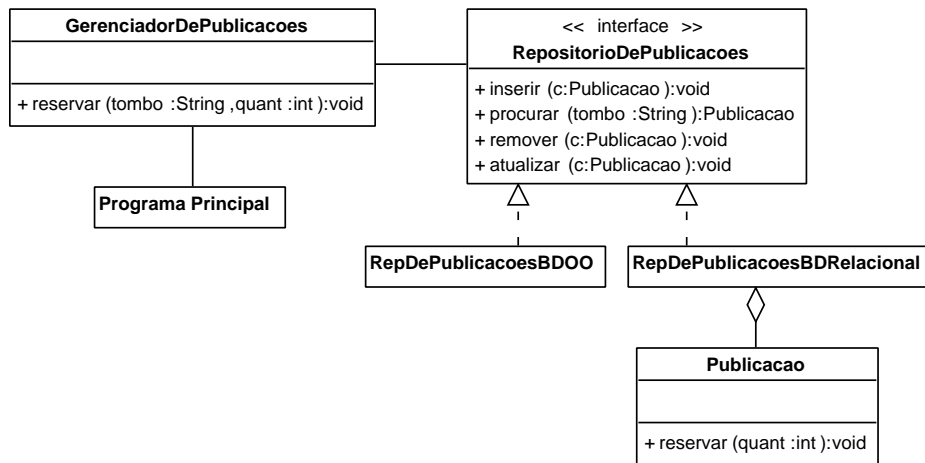 GerenciadorDePublicacoes
+ reservar (tombo :String ,quant :int ):void
<< interface >>
RepositorioDePublicacoes
+ inserir (c:Publicacao ):void
+ procurar (tombo :String ):Publicacao
+ remover (c:Publicacao ):void
+ atualizar (c:Publicacao ):void
Programa Principal
RepDePublicacoesBDOO
RepDePublicacoesBDRelacional
Publicacao
+ reservar (quant :int ):void